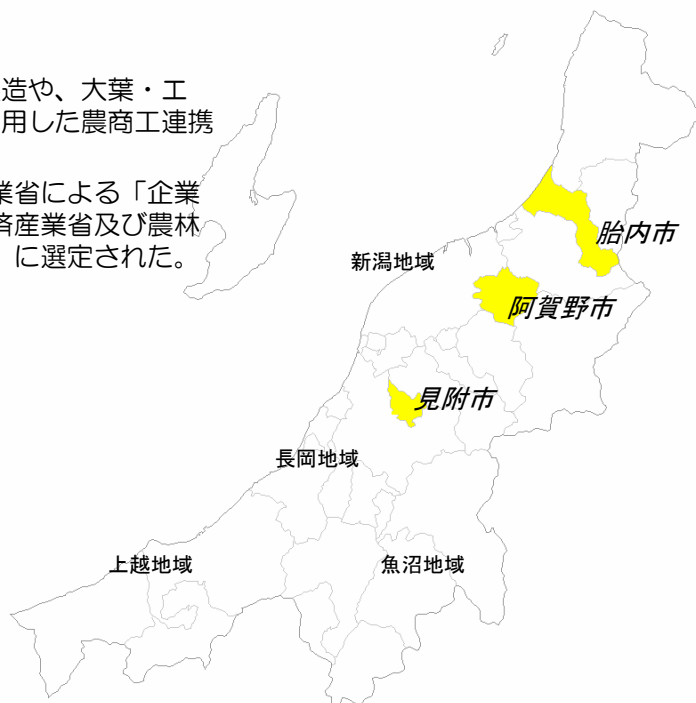 造や、大葉・エ
用した農商工連携
業省による「企業
済産業省及び農林
に選定された。
胎内市
新潟地域
阿賀野市
見附市
長岡地域
上越地域
魚沼地域